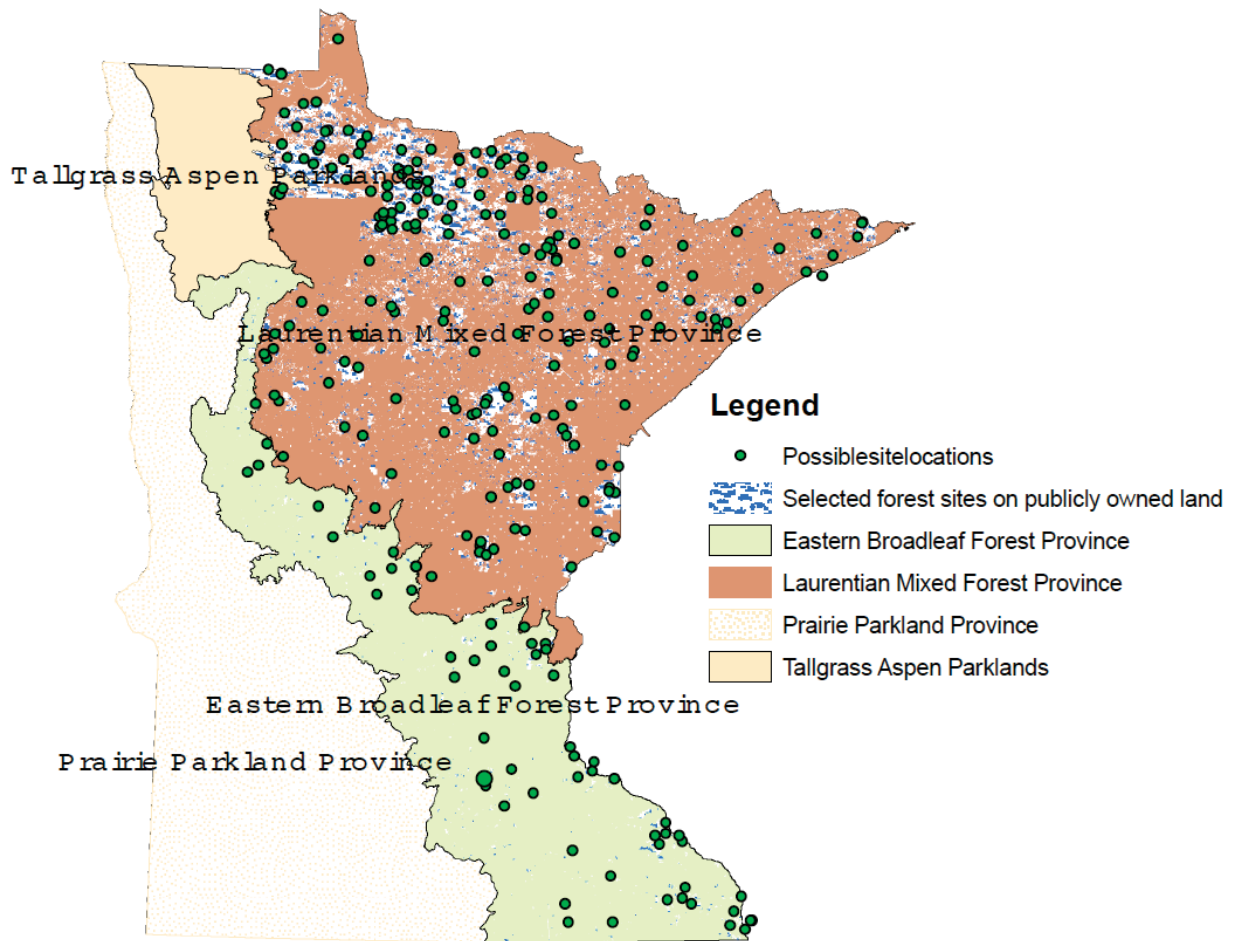 Tallgrass Aspen Parklands
Laurentian Mixed Forest Province
Legend
Possiblesitelocations
Selected forest sites on publicly owned land
Eastern Broadleaf Forest Province
Laurentian Mixed Forest Province
Prairie Parkland Province
Tallgrass Aspen Parklands
Eastern Broadleaf Forest Province
Prairie Parkland Province